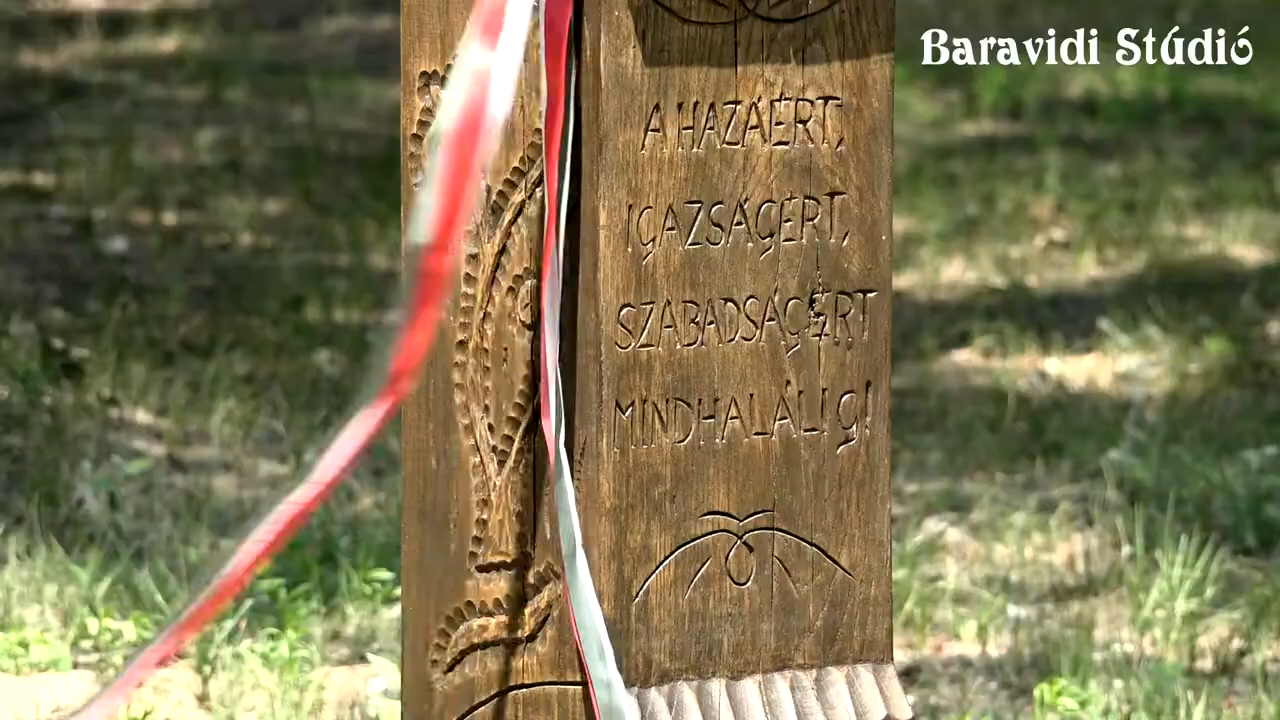 Baravidi Stúdió
A HAZÁÉRT,
IGAZSÁGÉRT,
SZABADSÁGÉRT
MINDHALÁLIG!